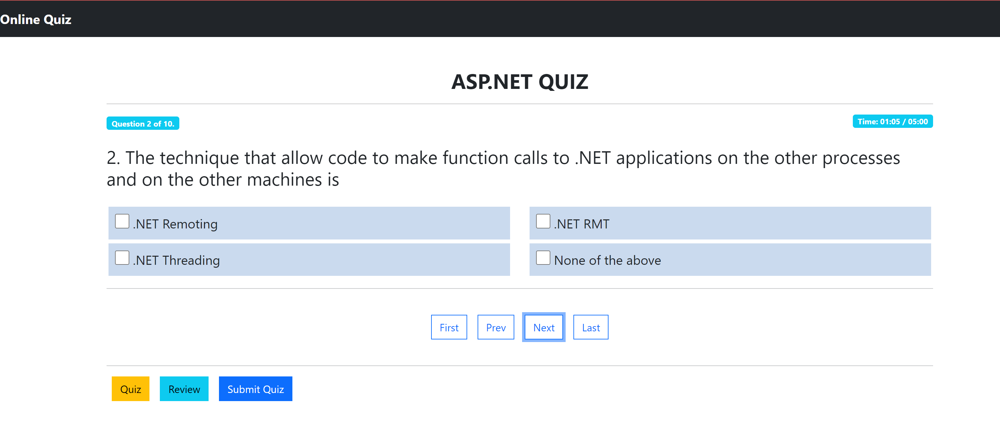 Online Quiz
ASP.NET QUIZ
Question 2 of 10.
Time: 01:05 / 05:00
2. The technique that allow code to make function calls to .NET applications on the other processes
and on the other machines is
.NET Remoting
.NET RMT
.NET Threading
None of the above
First
Prev
Next
Last
Quiz
Review
Submit Quiz